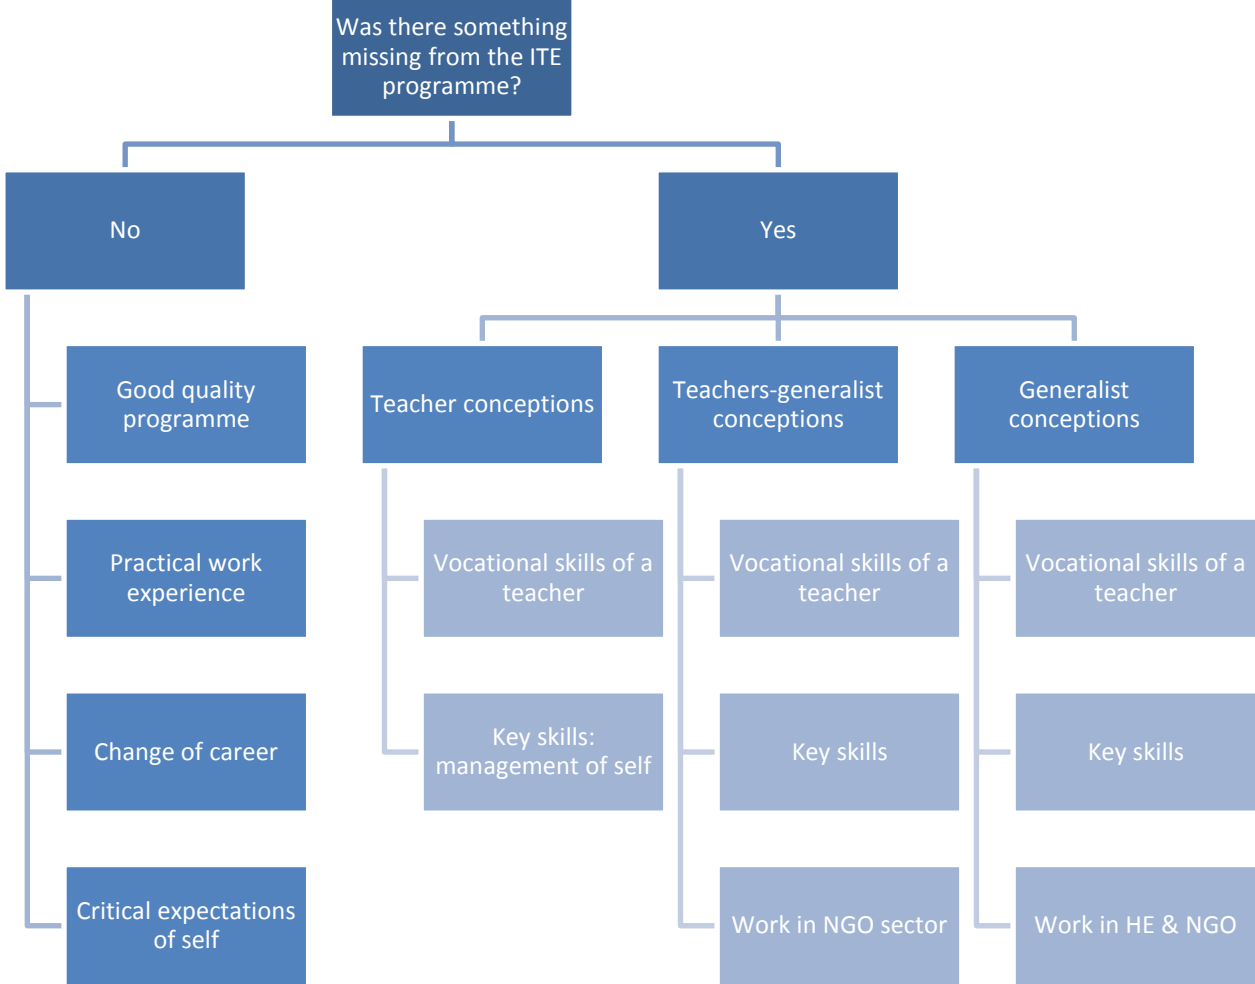 Was there something
missing from the ITE
programme?
No
Yes
Good quality
programme
Practical work
experience
Change of career
Critical expectations
of self
Teacher conceptions
Vocational skills of a
teacher
Key skills:
management of self
Teachers-generalist
conceptions
Vocational skills of a
teacher
Key skills
Work in NGO sector
Generalist
conceptions
Vocational skills of a
teacher
Key skills
Work in HE & NGO